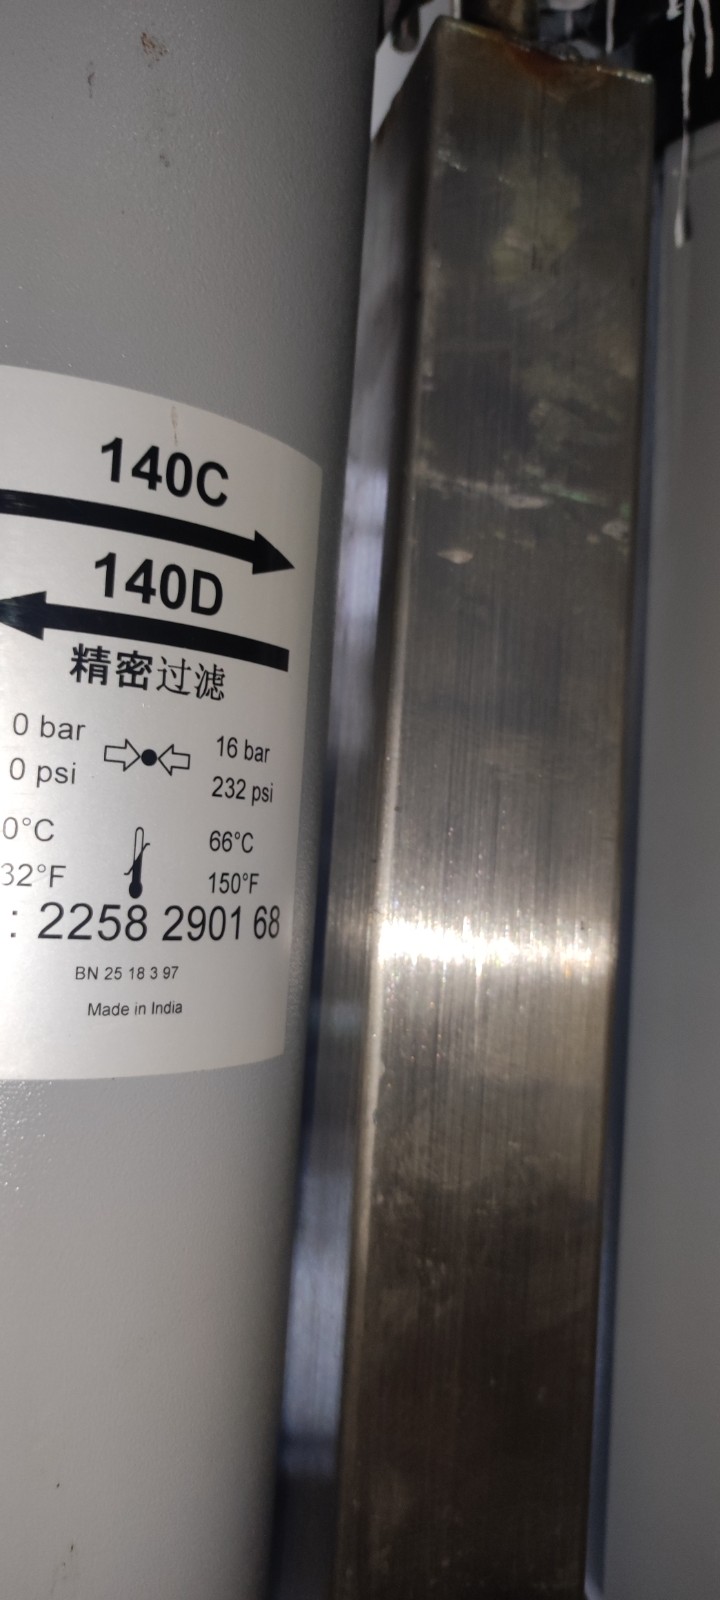 140C
140D
精密过滤
0 bar
16 bar
0 psi
232 psi
0°C
66°C
32°F
150°F
: 2258 2901 68
BN 25 18 3 97
Made in India